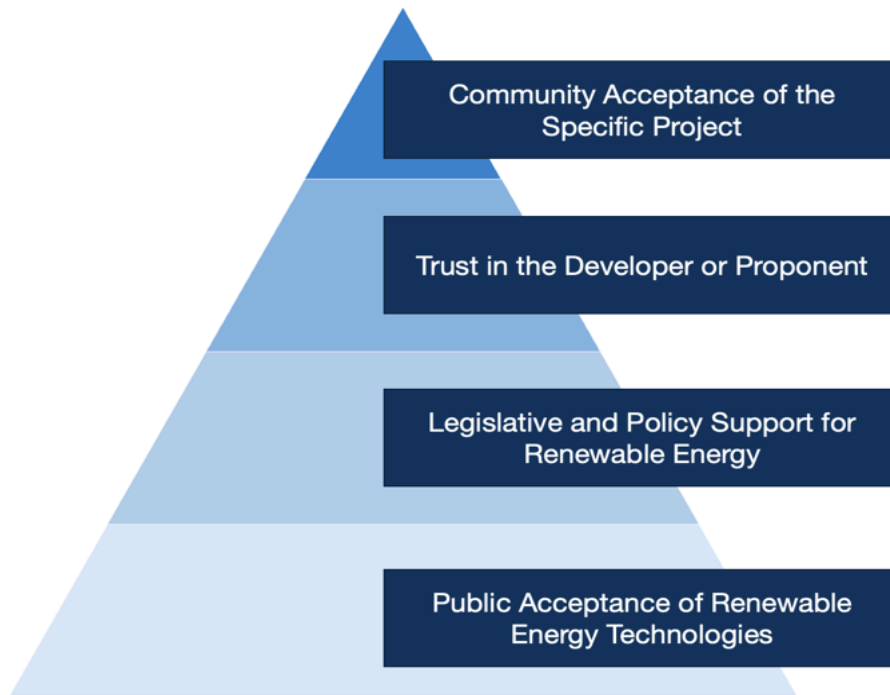 Community Acceptance of the
Specific Project
Trust in the Developer or Proponent
Legislative and Policy Support for
Renewable Energy
Public Acceptance of Renewable
Energy Technologies